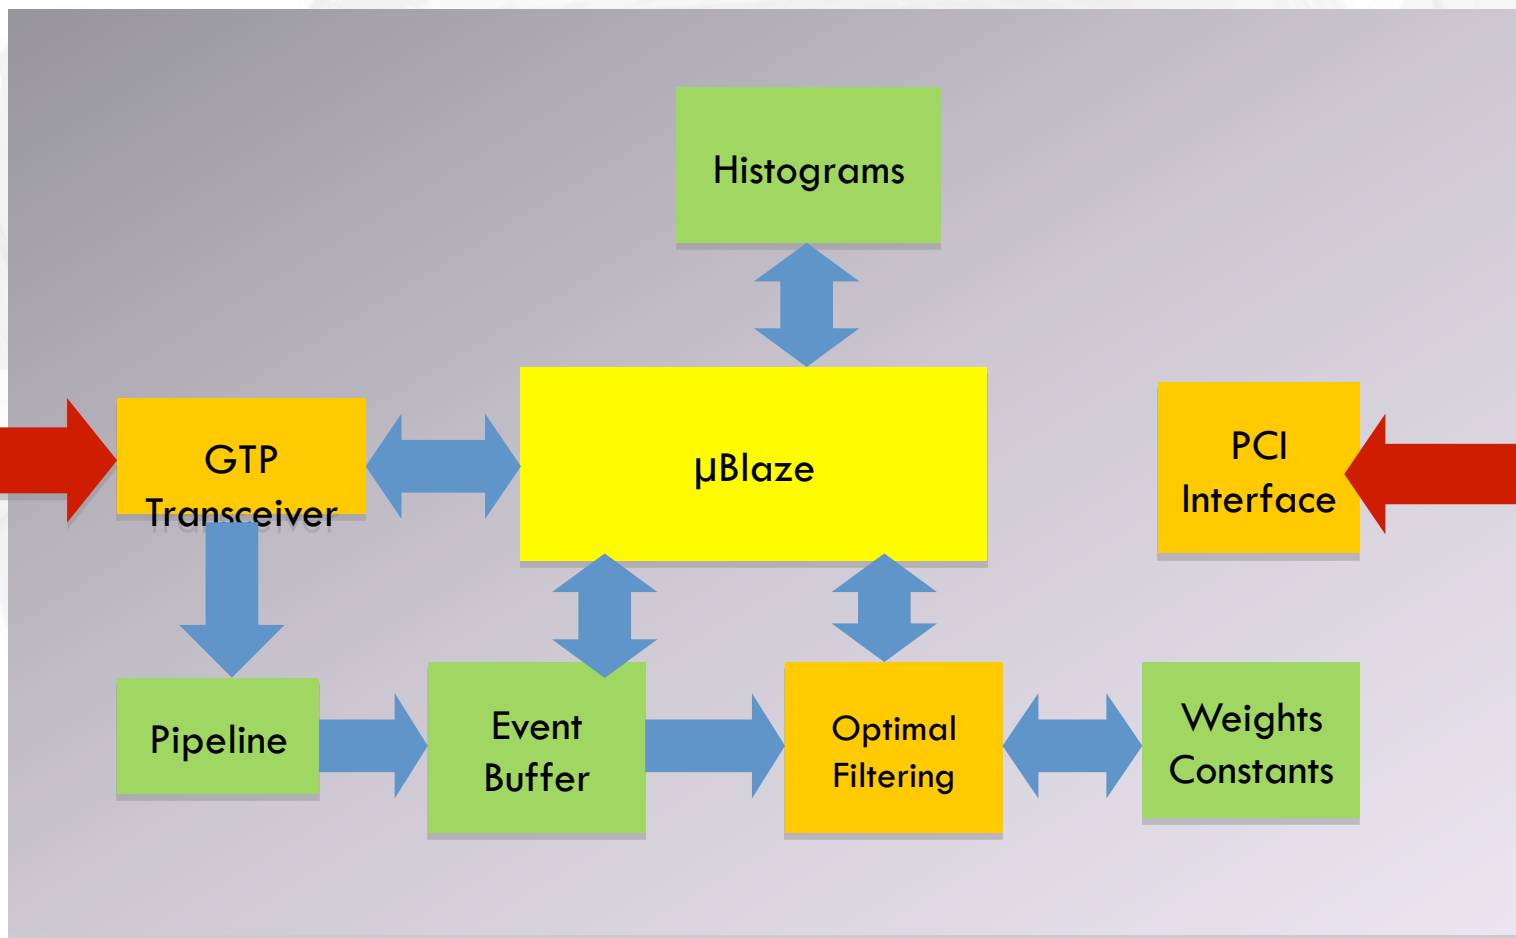 Histograms
GTP
Transceiver
µBlaze
PCI
Interface
Pipeline
Event
Buffer
Optimal
Filtering
Weights
Constants